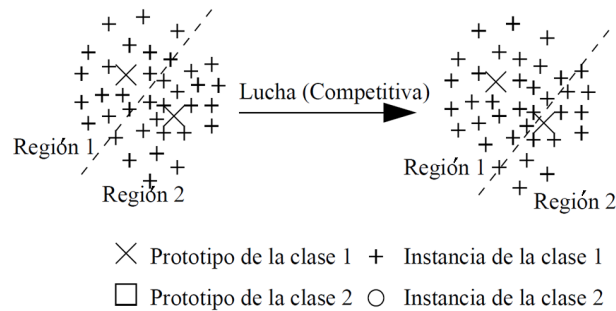 Lucha (Competitiva)
Región 1
Región 2
Región 1
Región 2
Prototipo de la clase 1
Instancia de la clase 1
Prototipo de la clase 2
Instancia de la clase 2